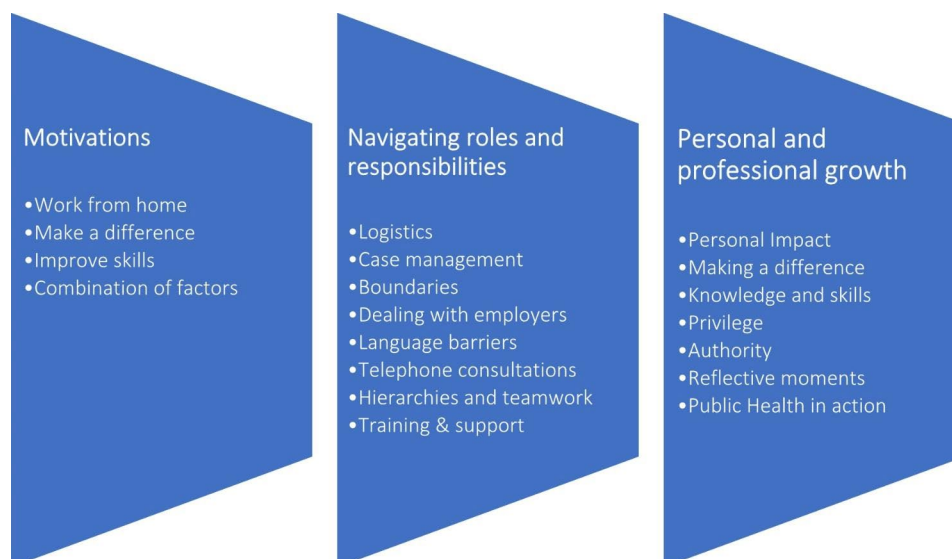 Motivations
•Work from home
•Make a difference
•Improve skills
•Combination of factors
Navigating roles and
responsibilities
•Logistics
•Case management
•Boundaries
•Dealing with employers
•Language barriers
•Telephone consultations
•Hierarchies and teamwork
•Training & support
Personal and
professional growth
•Personal Impact
•Making a difference
•Knowledge and skills
•Privilege
•Authority
•Reflective moments
•Public Health in action